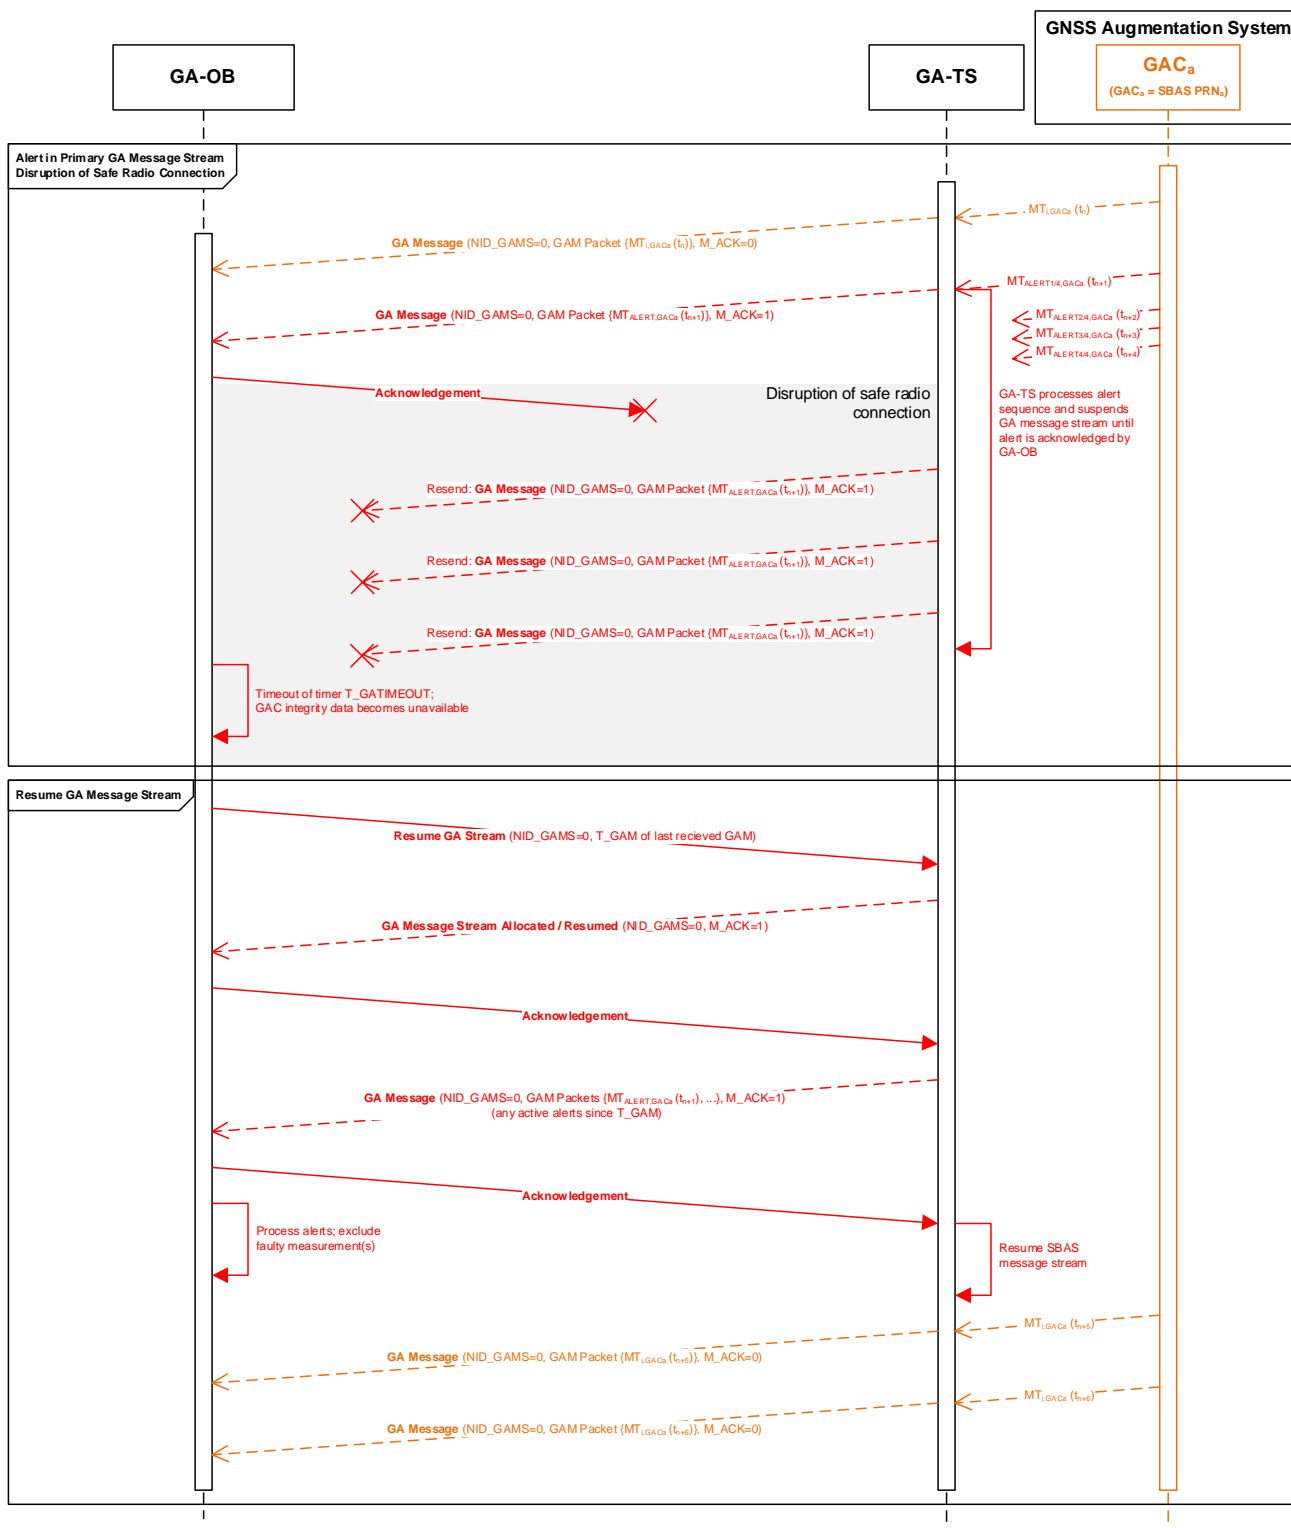 GNSS Augmentation System
GA-OB
GA-TS
GACa
(GACa = SBAS PRNa)
Alert in Primary GA Message Stream
Disruption of Safe Radio Connection
MTi,GACa (tn)
GA Message (NID_GAMS=0, GAM Packet {MTi,GACa (tn)}, M_ACK=0)
MTALERT1/4,GACa (tn+1)
GA Message (NID_GAMS=0, GAM Packet {MTALERT,GACa (tn+1)}, M_ACK=1)
MTALERT2/4,GACa (tn+2)
MTALERT3/4,GACa (tn+3)
MTALERT4/4,GACa (tn+4)
Acknowledgement
Disruption of safe radio
connection
GA-TS processes alert
sequence and suspends
GA message stream until
alert is acknowledged by
GA-OB
Resend: GA Message (NID_GAMS=0, GAM Packet {MTALERT,GACa (tn+1)}, M_ACK=1)
Resend: GA Message (NID_GAMS=0, GAM Packet {MTALERT,GACa (tn+1)}, M_ACK=1)
Resend: GA Message (NID_GAMS=0, GAM Packet {MTALERT,GACa (tn+1)}, M_ACK=1)
Timeout of timer T_GATIMEOUT;
GAC integrity data becomes unavailable
Resume GA Message Stream
Resume GA Stream (NID_GAMS=0, T_GAM of last recieved GAM)
GA Message Stream Allocated / Resumed (NID_GAMS=0, M_ACK=1)
Acknowledgement
GA Message (NID_GAMS=0, GAM Packets {MTALERT,GACa (tn+1), ...}, M_ACK=1)
(any active alerts since T_GAM)
Acknowledgement
Process alerts; exclude
faulty measurement(s)
Resume SBAS
message stream
MTi,GACa (tn+5)
GA Message (NID_GAMS=0, GAM Packet {MTi,GACa (tn+5)}, M_ACK=0)
MTi,GACa (tn+6)
GA Message (NID_GAMS=0, GAM Packet {MTi,GACa (tn+6)}, M_ACK=0)